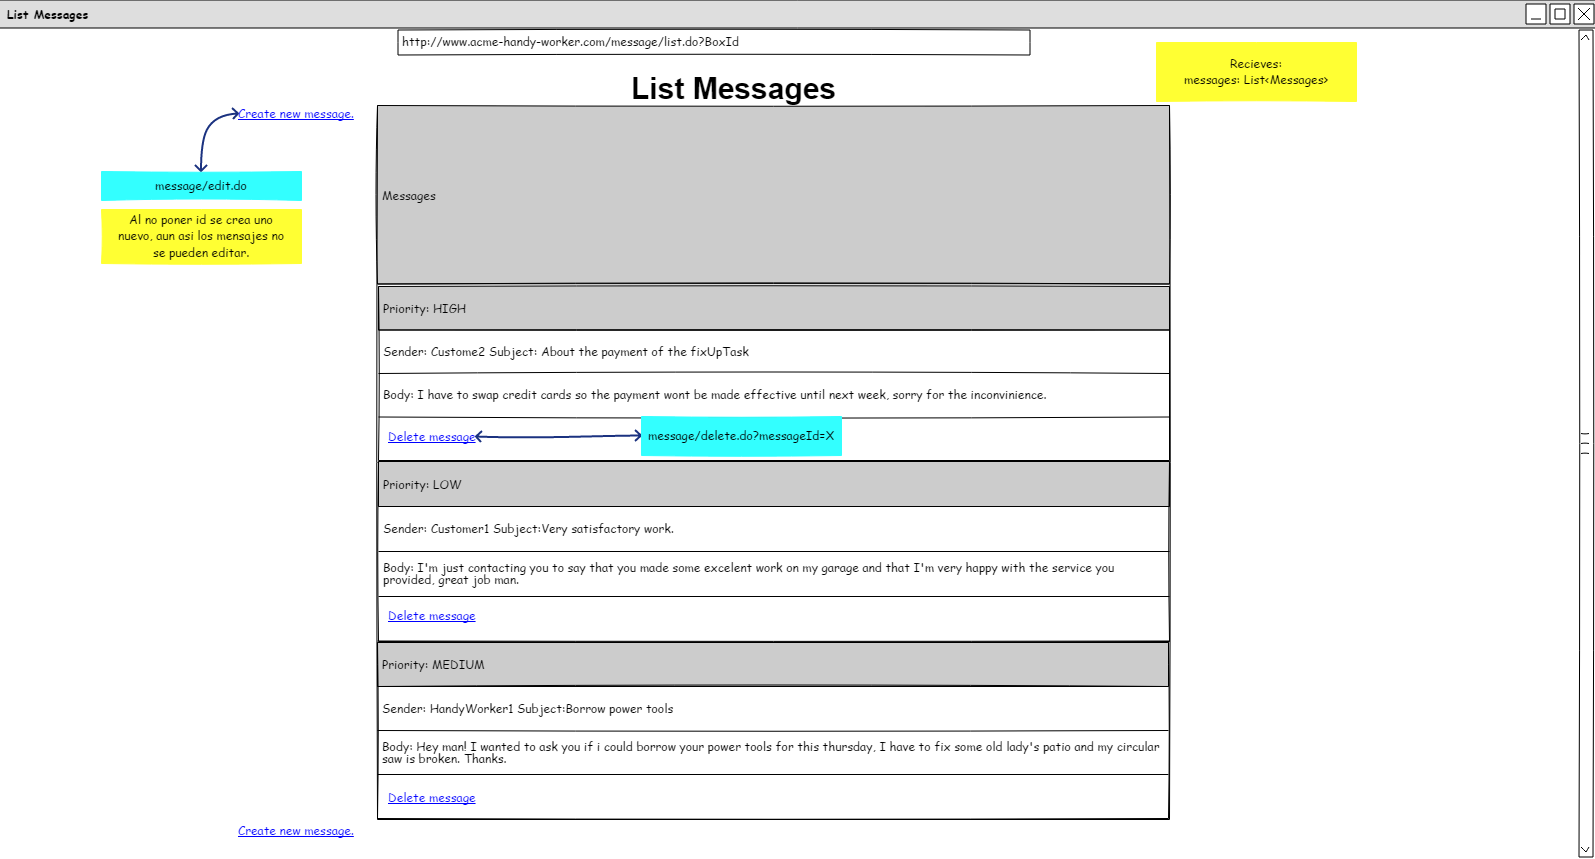 List Messages
http://www.acme-handy-worker.com/message/list.do?BoxId
Recieves:
messages: List<Messages>
List Messages
Create new message.
message/edit.do
Al no poner id se crea uno
nuevo, aun asi los mensajes no
se pueden editar.
Messages
Priority: HIGH
Sender: Custome2 Subject: About the payment of the fixUpTask
Body: I have to swap credit cards so the payment wont be made effective until next week, sorry for the inconvinience.
Delete message
message/delete.do?messageId=X
Priority: LOW
Sender: Customer1 Subject:Very satisfactory work.
Body: I'm just contacting you to say that you made some excelent work on my garage and that I'm very happy with the service you
provided, great job man.
Delete message
Priority: MEDIUM
Sender: HandyWorker1 Subject:Borrow power tools
Body: Hey man! I wanted to ask you if i could borrow your power tools for this thursday, I have to fix some old lady's patio and my circular
saw is broken. Thanks.
Delete message
Create new message.